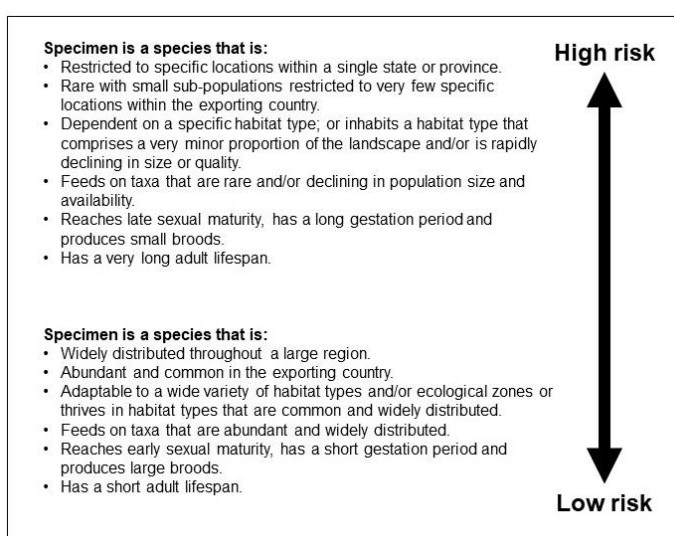 Specimen is a species that is:
• Restricted to specific locations within a single state or province.
• Rare with small sub-populations restricted to very few specific
locations within the exporting country.
• Dependent on a specific habitat type; or inhabits a habitat type that
comprises a very minor proportion of the landscape and/or is rapidly
declining in size or quality.
• Feeds on taxa that are rare and/or declining in population size and
availability.
• Reaches late sexual maturity, has a long gestation period and
produces small broods.
• Has a very long adult lifespan.
High risk
Specimen is a species that is:
• Widely distributed throughout a large region.
• Abundant and common in the exporting country.
• Adaptable to a wide variety of habitat types and/or ecological zones or
thrives in habitat types that are common and widely distributed.
• Feeds on taxa that are abundant and widely distributed.
• Reaches early sexual maturity, has a short gestation period and
produces large broods.
• Has a short adult lifespan.
Low risk